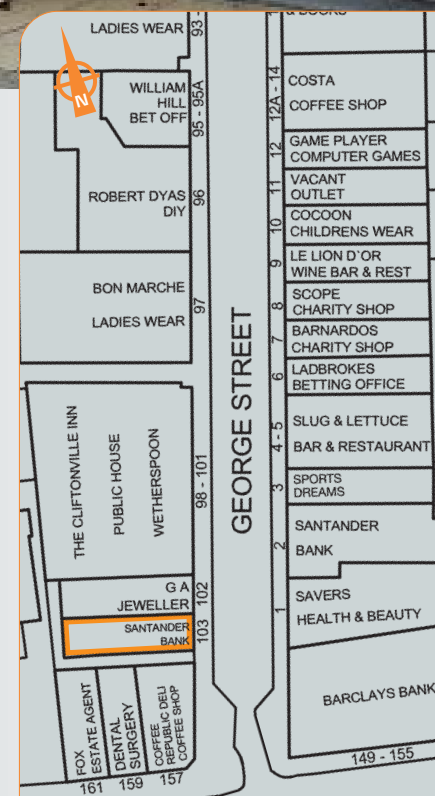 LADIES WEAR
93 -
N
WILLIAM
HILL
BET OFF
95 - 95A
ROBERT DYAS
DIY
96
BON MARCHE
LADIES WEAR
97
THE CLIFTONVILLE INN
PUBLIC HOUSE
WETHERSPOON
98 - 101
G A
JEWELLER
102
SANTANDER
BANK
103
FOX
ESTATE AGENT
161
DENTAL
SURGERY
159
COFFEE
REPUBLIC DELI
COFFEE SHOP
157
GEORGE STREET
& BOOKS
COSTA
COFFEE SHOP
12A - 14
GAME PLAYER
COMPUTER GAMES
12
VACANT
OUTLET
11
COCOON
CHILDRENS WEAR
10
LE LION D`OR
WINE BAR & REST
9
SCOPE
CHARITY SHOP
8
BARNARDOS
CHARITY SHOP
7
LADBROKES
BETTING OFFICE
6
SLUG & LETTUCE
BAR & RESTAURANT
4 - 5
SPORTS
DREAMS
3
SANTANDER
BANK
2
SAVERS
HEALTH & BEAUTY
1
BARCLAYS BANK
149 - 155